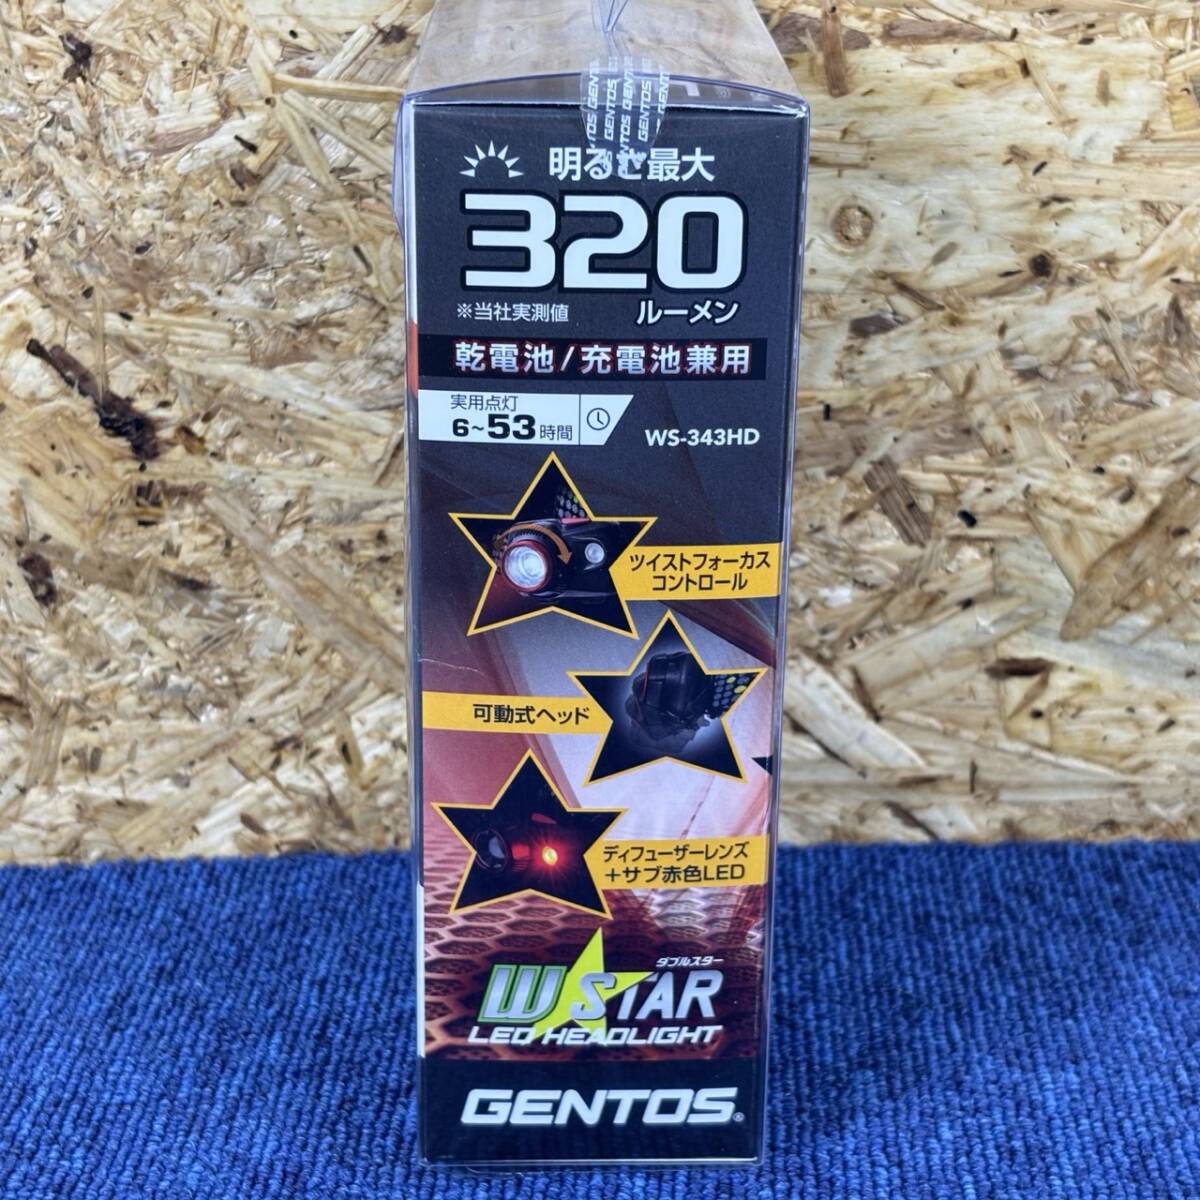 GENTOS GENTOS GENTOS GENTOS
明るさ最大
320
※当社実測値 ルーメン
乾電池/充電池兼用
実用点灯
6~53時間
WS-343HD
ツイストフォーカス
コントロール
可動式ヘッド
ディフューザーレンズ
+サブ赤色LED
ダブルスター
W STAR
LED HEADLIGHT
GENTOS®